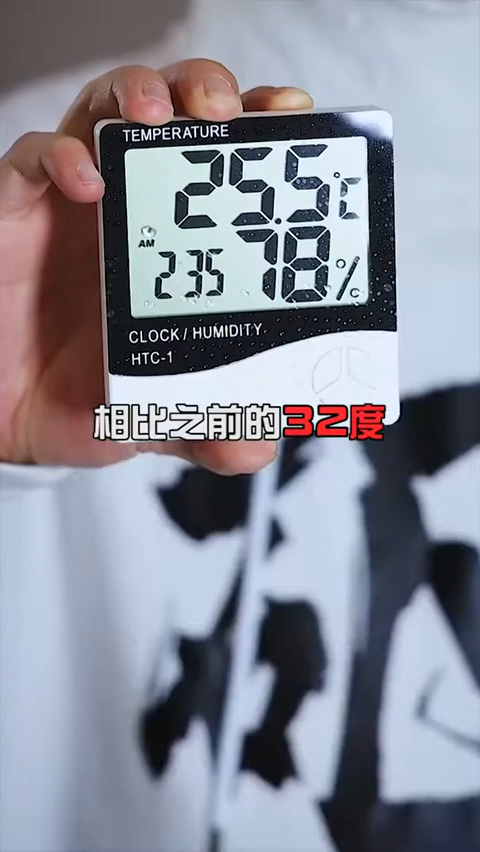 TEMPERATURE
25.5°C
AM
2:35 78%
C
CLOCK / HUMIDITY
HTC-1
相比之前的32度